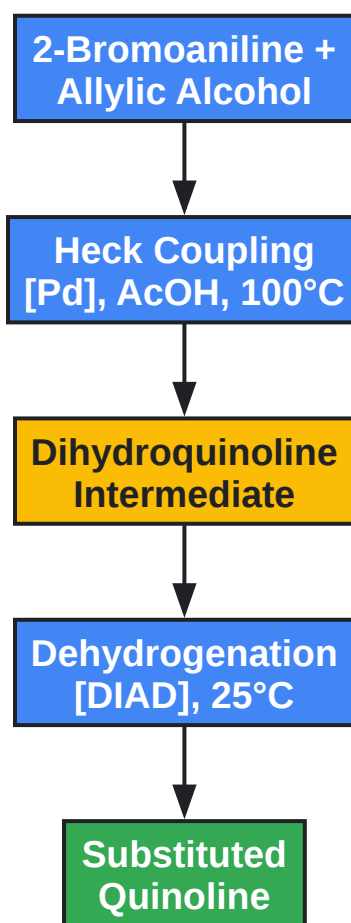 2-Bromoaniline +
Allylic Alcohol
Heck Coupling
[Pd], AcOH, 100°C
Dihydroquinoline
Intermediate
Dehydrogenation
[DIAD], 25°C
Substituted
Quinoline